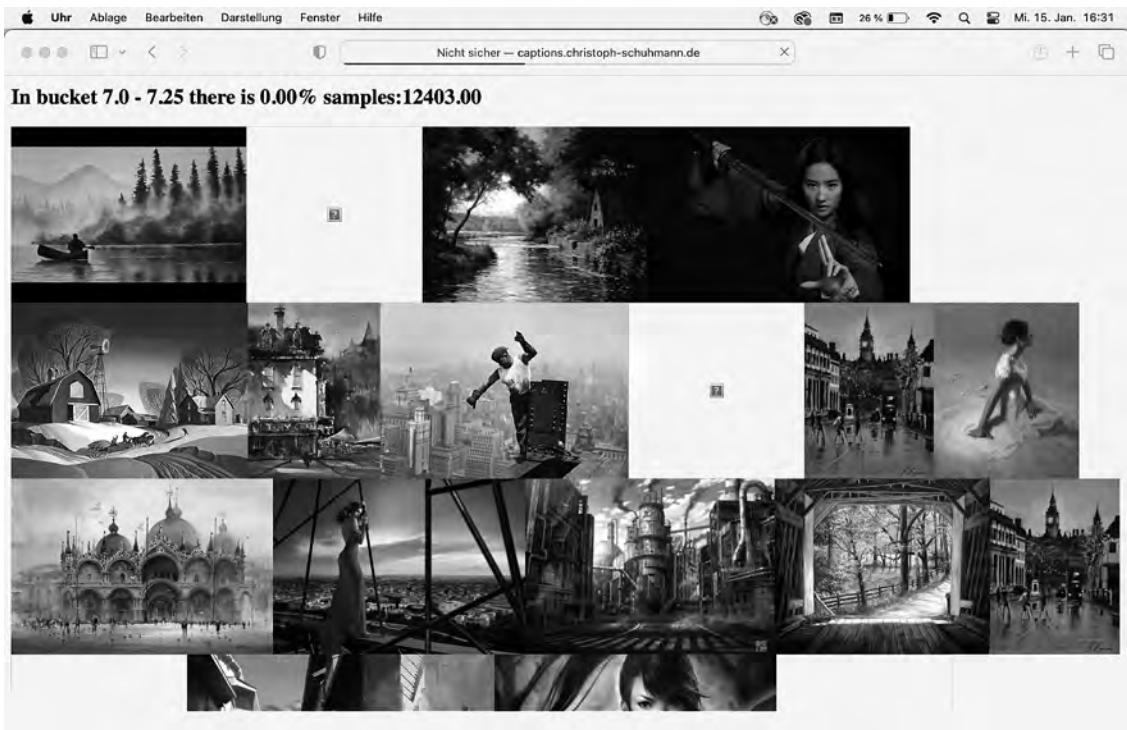 Uhr Ablage Bearbeiten Darstellung Fenster Hilfe 26 % Mi. 15. Jan. 16:31
Nicht sicher — captions.christoph-schuhmann.de
In bucket 7.0 - 7.25 there is 0.00% samples:12403.00